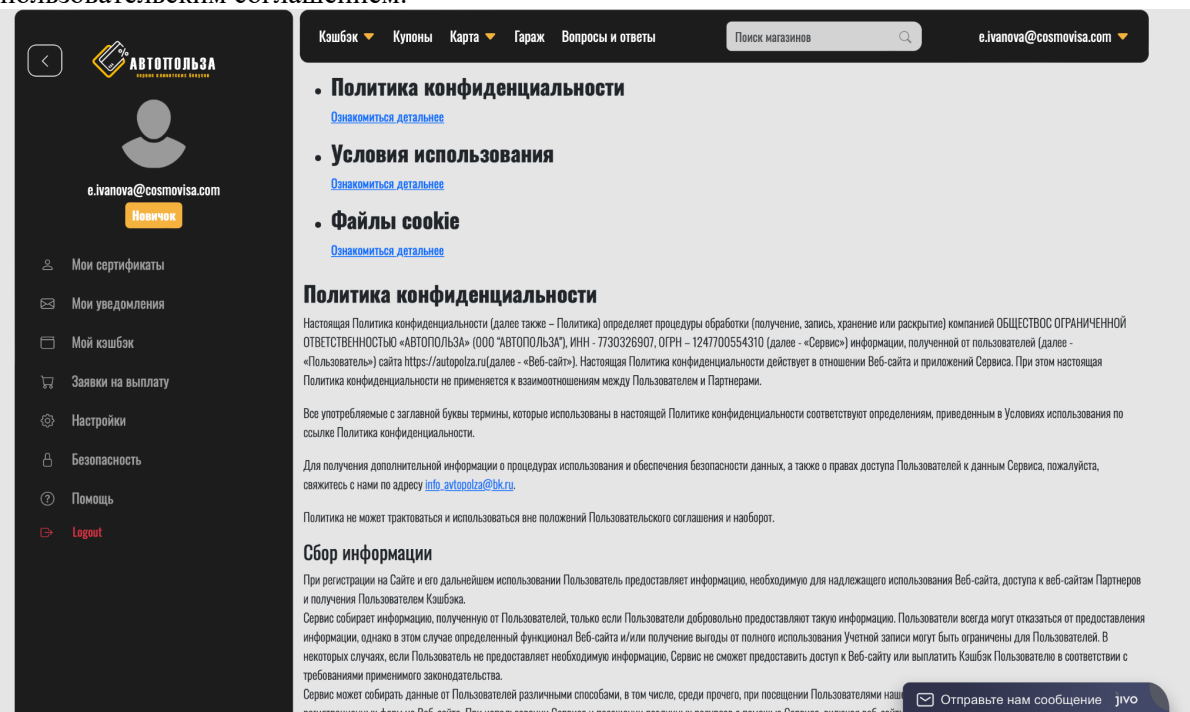 пользовательским соглашением.
Кэшбэк Купоны Карта Гараж Вопросы и ответы Поиск магазинов e.ivanova@cosmovisa.com
АВТОПОЛЬЗА
сервис клиентских бонусов
e.ivanova@cosmovisa.com
Новичок
Мои сертификаты
Мои уведомления
Мой кэшбэк
Заявки на выплату
Настройки
Безопасность
Помощь
Logout
Политика конфиденциальности
Ознакомиться детальнее
Условия использования
Ознакомиться детальнее
Файлы cookie
Ознакомиться детальнее
Политика конфиденциальности
Настоящая Политика конфиденциальности (далее также – Политика) определяет процедуры обработки (получение, запись, хранение или раскрытие) компанией ОБЩЕСТВОС ОГРАНИЧЕННОЙ
ОТВЕТСТВЕННОСТЬЮ «АВТОПОЛЬЗА» (ООО "АВТОПОЛЬЗА"), ИНН - 7730326907, ОГРН – 1247700554310 (далее - «Сервис») информации, полученной от пользователей (далее -
«Пользователь») сайта https://autopolza.ru(далее - «Веб-сайт»). Настоящая Политика конфиденциальности действует в отношении Веб-сайта и приложений Сервиса. При этом настоящая
Политика конфиденциальности не применяется к взаимоотношениям между Пользователем и Партнерами.
Все употребляемые с заглавной буквы термины, которые использованы в настоящей Политике конфиденциальности соответствуют определениям, приведенным в Условиях использования по
ссылке Политика конфиденциальности.
Для получения дополнительной информации о процедурах использования и обеспечения безопасности данных, а также о правах доступа Пользователей к данным Сервиса, пожалуйста,
свяжитесь с нами по адресу info_avtopolza@bk.ru.
Политика не может трактоваться и использоваться вне положений Пользовательского соглашения и наоборот.
Сбор информации
При регистрации на Сайте и его дальнейшем использовании Пользователь предоставляет информацию, необходимую для надлежащего использования Веб-сайта, доступа к веб-сайтам Партнеров
и получения Пользователем Кэшбэка.
Сервис собирает информацию, полученную от Пользователей, только если Пользователи добровольно предоставляют такую информацию. Пользователи всегда могут отказаться от предоставления
информации, однако в этом случае определенный функционал Веб-сайта и/или получение выгоды от полного использования Учетной записи могут быть ограничены для Пользователей. В
некоторых случаях, если Пользователь не предоставляет необходимую информацию, Сервис не сможет предоставить доступ к Веб-сайту или выплатить Кэшбэк Пользователю в соответствии с
требованиями применимого законодательства.
Сервис может собирать данные от Пользователей различными способами, в том числе, среди прочего, при посещении Пользователями наше
Отправьте нам сообщение jivo